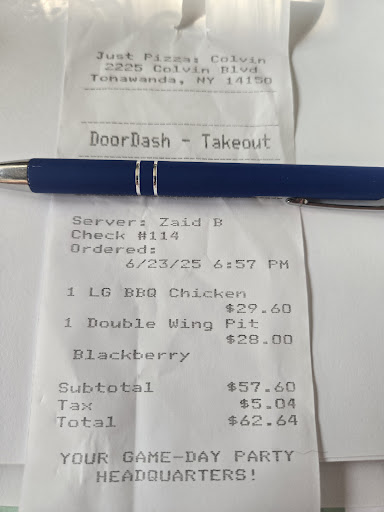 Just Pizza: Colvin
2225 Colvin Blvd
Tonawanda, NY 14150
DoorDash - Takeout
Server: Zaid B
Check #114
Ordered:
6/23/25 6:57 PM
1 LG BBQ Chicken
$29.60
1 Double Wing Pit
$28.00
Blackberry
Subtotal $57.60
Tax $5.04
Total $62.64
YOUR GAME-DAY PARTY
HEADQUARTERS!